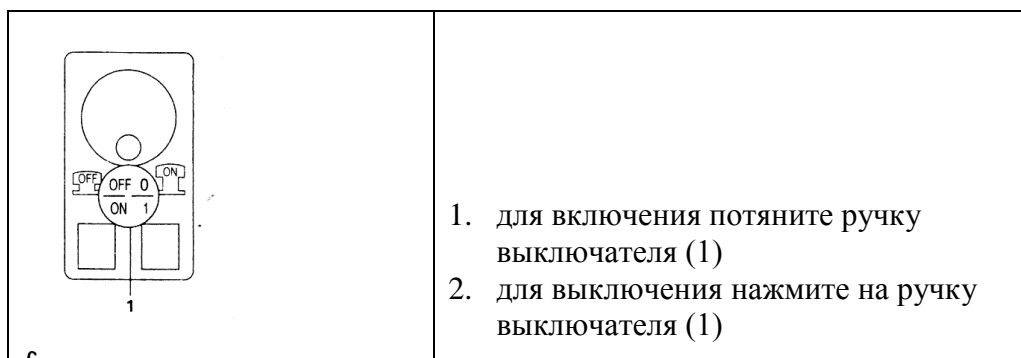 OFF
ON
OFF 0
ON 1
1
1. для включения потяните ручку
выключателя (1)
2. для выключения нажмите на ручку
выключателя (1)